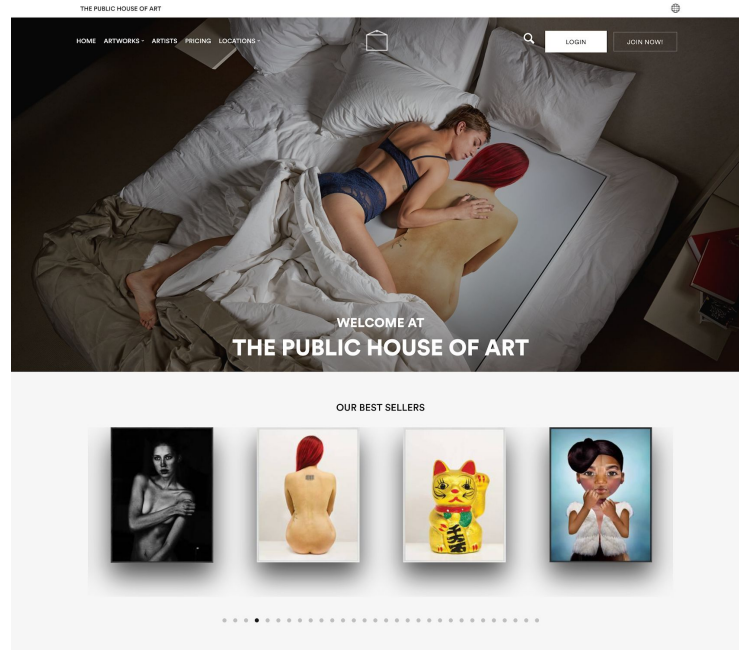 THE PUBLIC HOUSE OF ART
HOME ARTWORKS ARTISTS PRICING LOCATIONS
LOGIN
JOIN NOW!
WELCOME AT
THE PUBLIC HOUSE OF ART
OUR BEST SELLERS